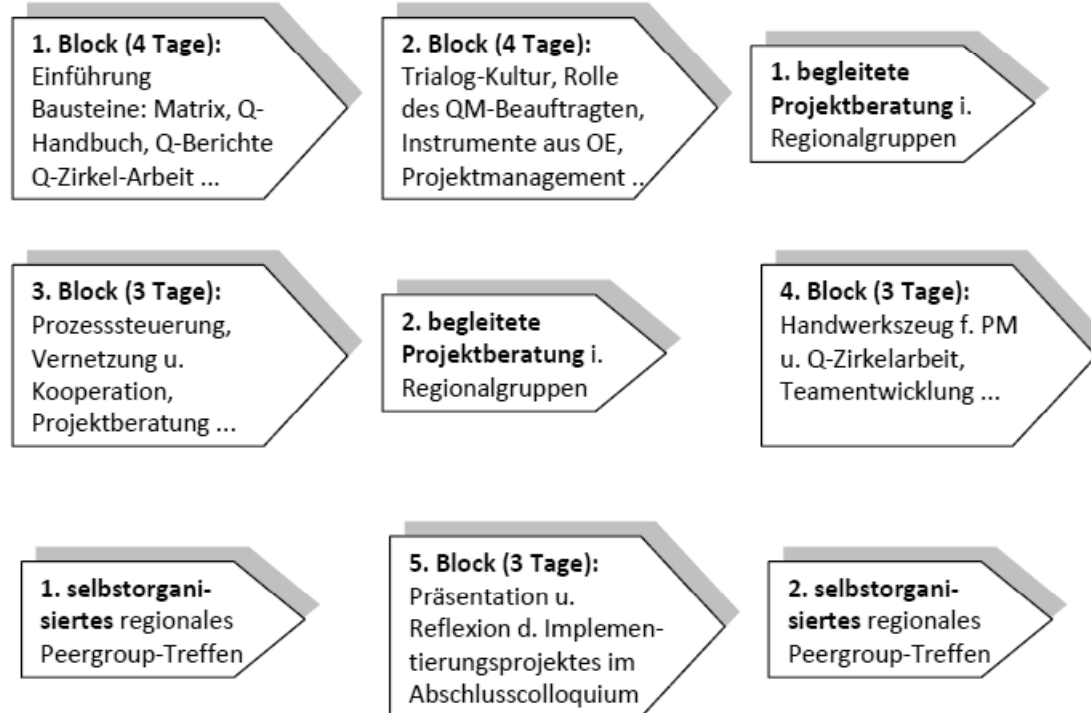 1. Block (4 Tage):
Einführung
Bausteine: Matrix, Q-
Handbuch, Q-Berichte
Q-Zirkel-Arbeit ...
2. Block (4 Tage):
Trialog-Kultur, Rolle
des QM-Beauftragten,
Instrumente aus OE,
Projektmanagement ..
1. begleitete
Projektberatung i.
Regionalgruppen
3. Block (3 Tage):
Prozesssteuerung,
Vernetzung u.
Kooperation,
Projektberatung ...
2. begleitete
Projektberatung i.
Regionalgruppen
4. Block (3 Tage):
Handwerkszeug f. PM
u. Q-Zirkelarbeit,
Teamentwicklung ...
1. selbstorgani-
siertes regionales
Peergroup-Treffen
5. Block (3 Tage):
Präsentation u.
Reflexion d. Implemen-
tierungsprojektes im
Abschlusscolloquium
2. selbstorgani-
siertes regionales
Peergroup-Treffen